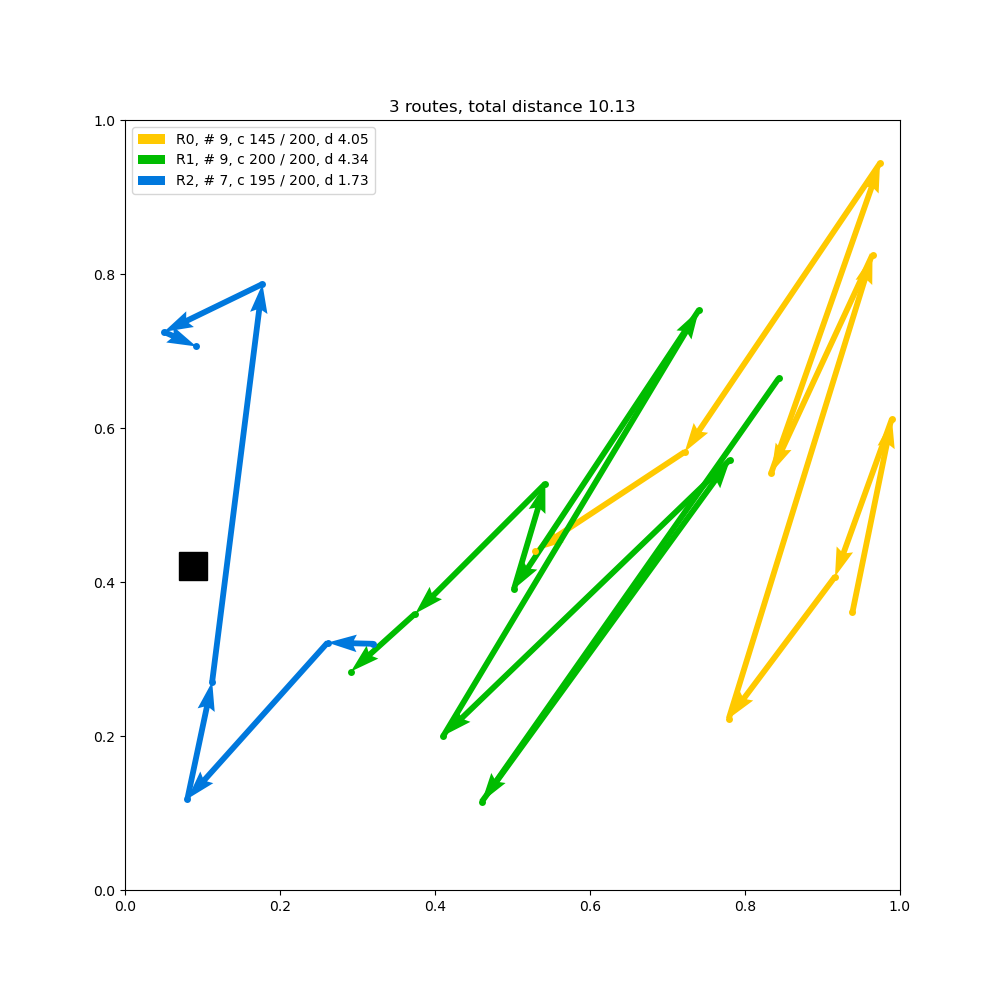 3 routes, total distance 10.13
R0, # 9, c 145 / 200, d 4.05
R1, # 9, c 200 / 200, d 4.34
R2, # 7, c 195 / 200, d 1.73
1.0
0.8
0.6
0.4
0.2
0.0
0.0 0.2 0.4 0.6 0.8 1.0